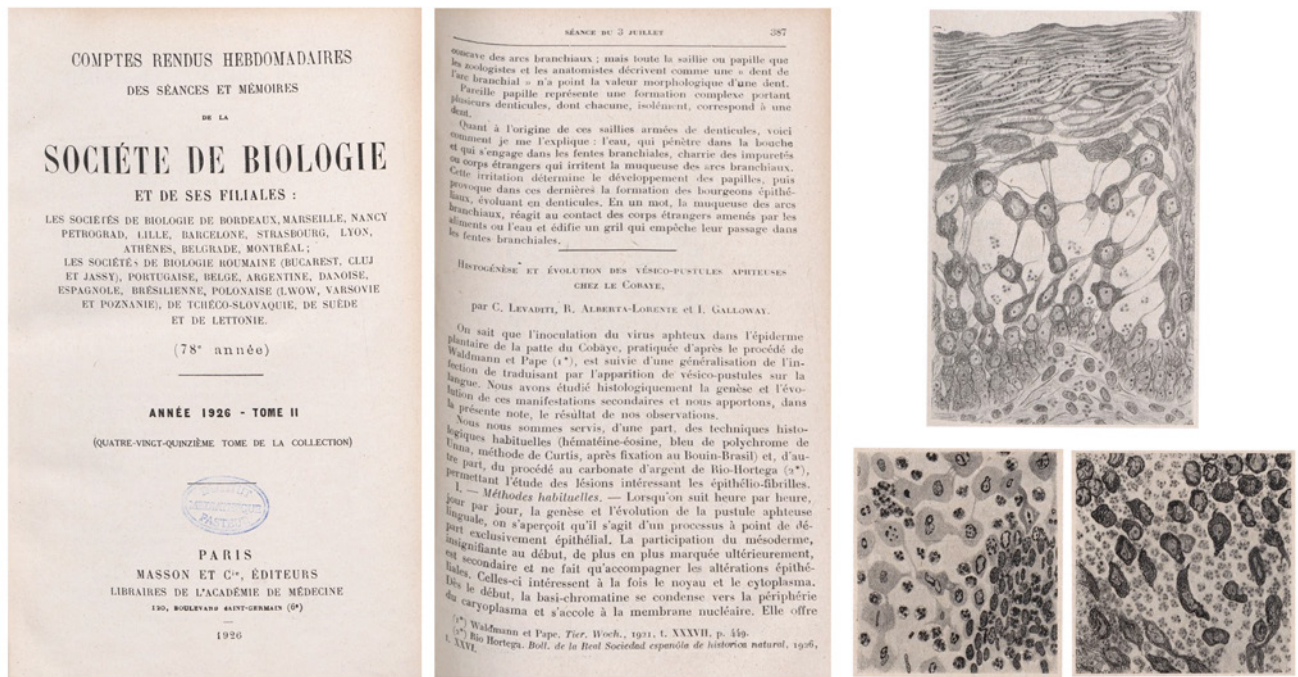 COMPTES RENDUS HEBDOMADAIRES
DES SÉANCES ET MÉMOIRES
DE LA
SOCIÉTE DE BIOLOGIE
ET DE SES FILIALES :
LES SOCIÉTÉS DE BIOLOGIE DE BORDEAUX, MARSEILLE, NANCY
PETROGRAD, LILLE, BARCELONE, STRASBOURG, LYON,
ATHÈNES, BELGRADE, MONTRÉAL ;
LES SOCIÉTÉS DE BIOLOGIE ROUMAINE (BUCAREST, CLUJ
ET JASSY), PORTUGAISE, BELGE, ARGENTINE, DANOISE,
ESPAGNOLE, BRÉSILIENNE, POLONAISE (LWOW, VARSOVIE
ET POZNANIE), DE TCHÉCO-SLOVAQUIE, DE SUÈDE
ET DE LETTONIE.
(78e année)
ANNÉE 1926 - TOME II
(QUATRE-VINGT-QUINZIÈME TOME DE LA COLLECTION)
PASTEUR
PARIS
MASSON ET Cie, ÉDITEURS
LIBRAIRES DE L'ACADÉMIE DE MÉDECINE
120, BOULEVARD SAINT-GERMAIN (6e)
1926
SÉANCE DU 3 JUILLET 387
concave des arcs branchiaux ; mais toute la saillie ou papille que
les zoologistes et les anatomistes décrivent comme une « dent de
l'arc branchial » n'a point la valeur morphologique d'une dent.
Pareille papille représente une formation complexe portant
plusieurs denticules, dont chacune, isolément, correspond à une
dent.
Quant à l'origine de ces saillies armées de denticules, voici
comment je me l'explique : l'eau, qui pénètre dans la bouche
et qui s'engage dans les fentes branchiales, charrie des impuretés
ou corps étrangers qui irritent la muqueuse des arcs branchiaux.
Cette irritation détermine le développement des papilles, puis
provoque dans ces dernières la formation des bourgeons épithé-
liaux, évoluant en denticules. En un mot, la muqueuse des arcs
branchiaux, réagit au contact des corps étrangers amenés par les
aliments ou l'eau et édifie un gril qui empêche leur passage dans
les fentes branchiales.
HISTOGÉNÈSE ET ÉVOLUTION DES VÉSICO-PUSTULES APHTEUSES
CHEZ LE COBAYE,
par C. LEVADITI, R. ALBERTA-LORENTE et I. GALLOWAY.
On sait que l'inoculation du virus aphteux dans l'épiderme
plantaire de la patte du Cobaye, pratiquée d'après le procédé de
Waldmann et Pape (1*), est suivie d'une généralisation de l'in-
fection de traduisant par l'apparition de vésico-pustules sur la
langue. Nous avons étudié histologiquement la genèse et l'évo-
lution de ces manifestations secondaires et nous apportons, dans
la présente note, le résultat de nos observations.
Nous nous sommes servis, d'une part, des techniques histo-
logiques habituelles (hématéine-éosine, bleu de polychrome de
Unna, méthode de Curtis, après fixation au Bouin-Brasil) et, d'au-
tre part, du procédé au carbonate d'argent de Rio-Hortega (2*),
permettant l'étude des lésions intéressant les épithélio-fibrilles.
I. — Méthodes habituelles. — Lorsqu'on suit heure par heure,
jour par jour, la genèse et l'évolution de la pustule aphteuse
linguale, on s'aperçoit qu'il s'agit d'un processus à point de dé-
part exclusivement épithélial. La participation du mésoderme,
insignifiante au début, de plus en plus marquée ultérieurement,
est secondaire et ne fait qu'accompagner les altérations épithé-
liales. Celles-ci intéressent à la fois le noyau et le cytoplasma.
Dès le début, la basi-chromatine se condense vers la périphérie
du caryoplasma et s'accole à la membrane nucléaire. Elle offre
(1*) Waldmann et Pape, Tier. Woch., 1921, t. XXXVII, p. 449.
(2*) Rio Hortega. Boll. de la Real Sociedad espanóla de historica natural, 1926,
t. XXVI.